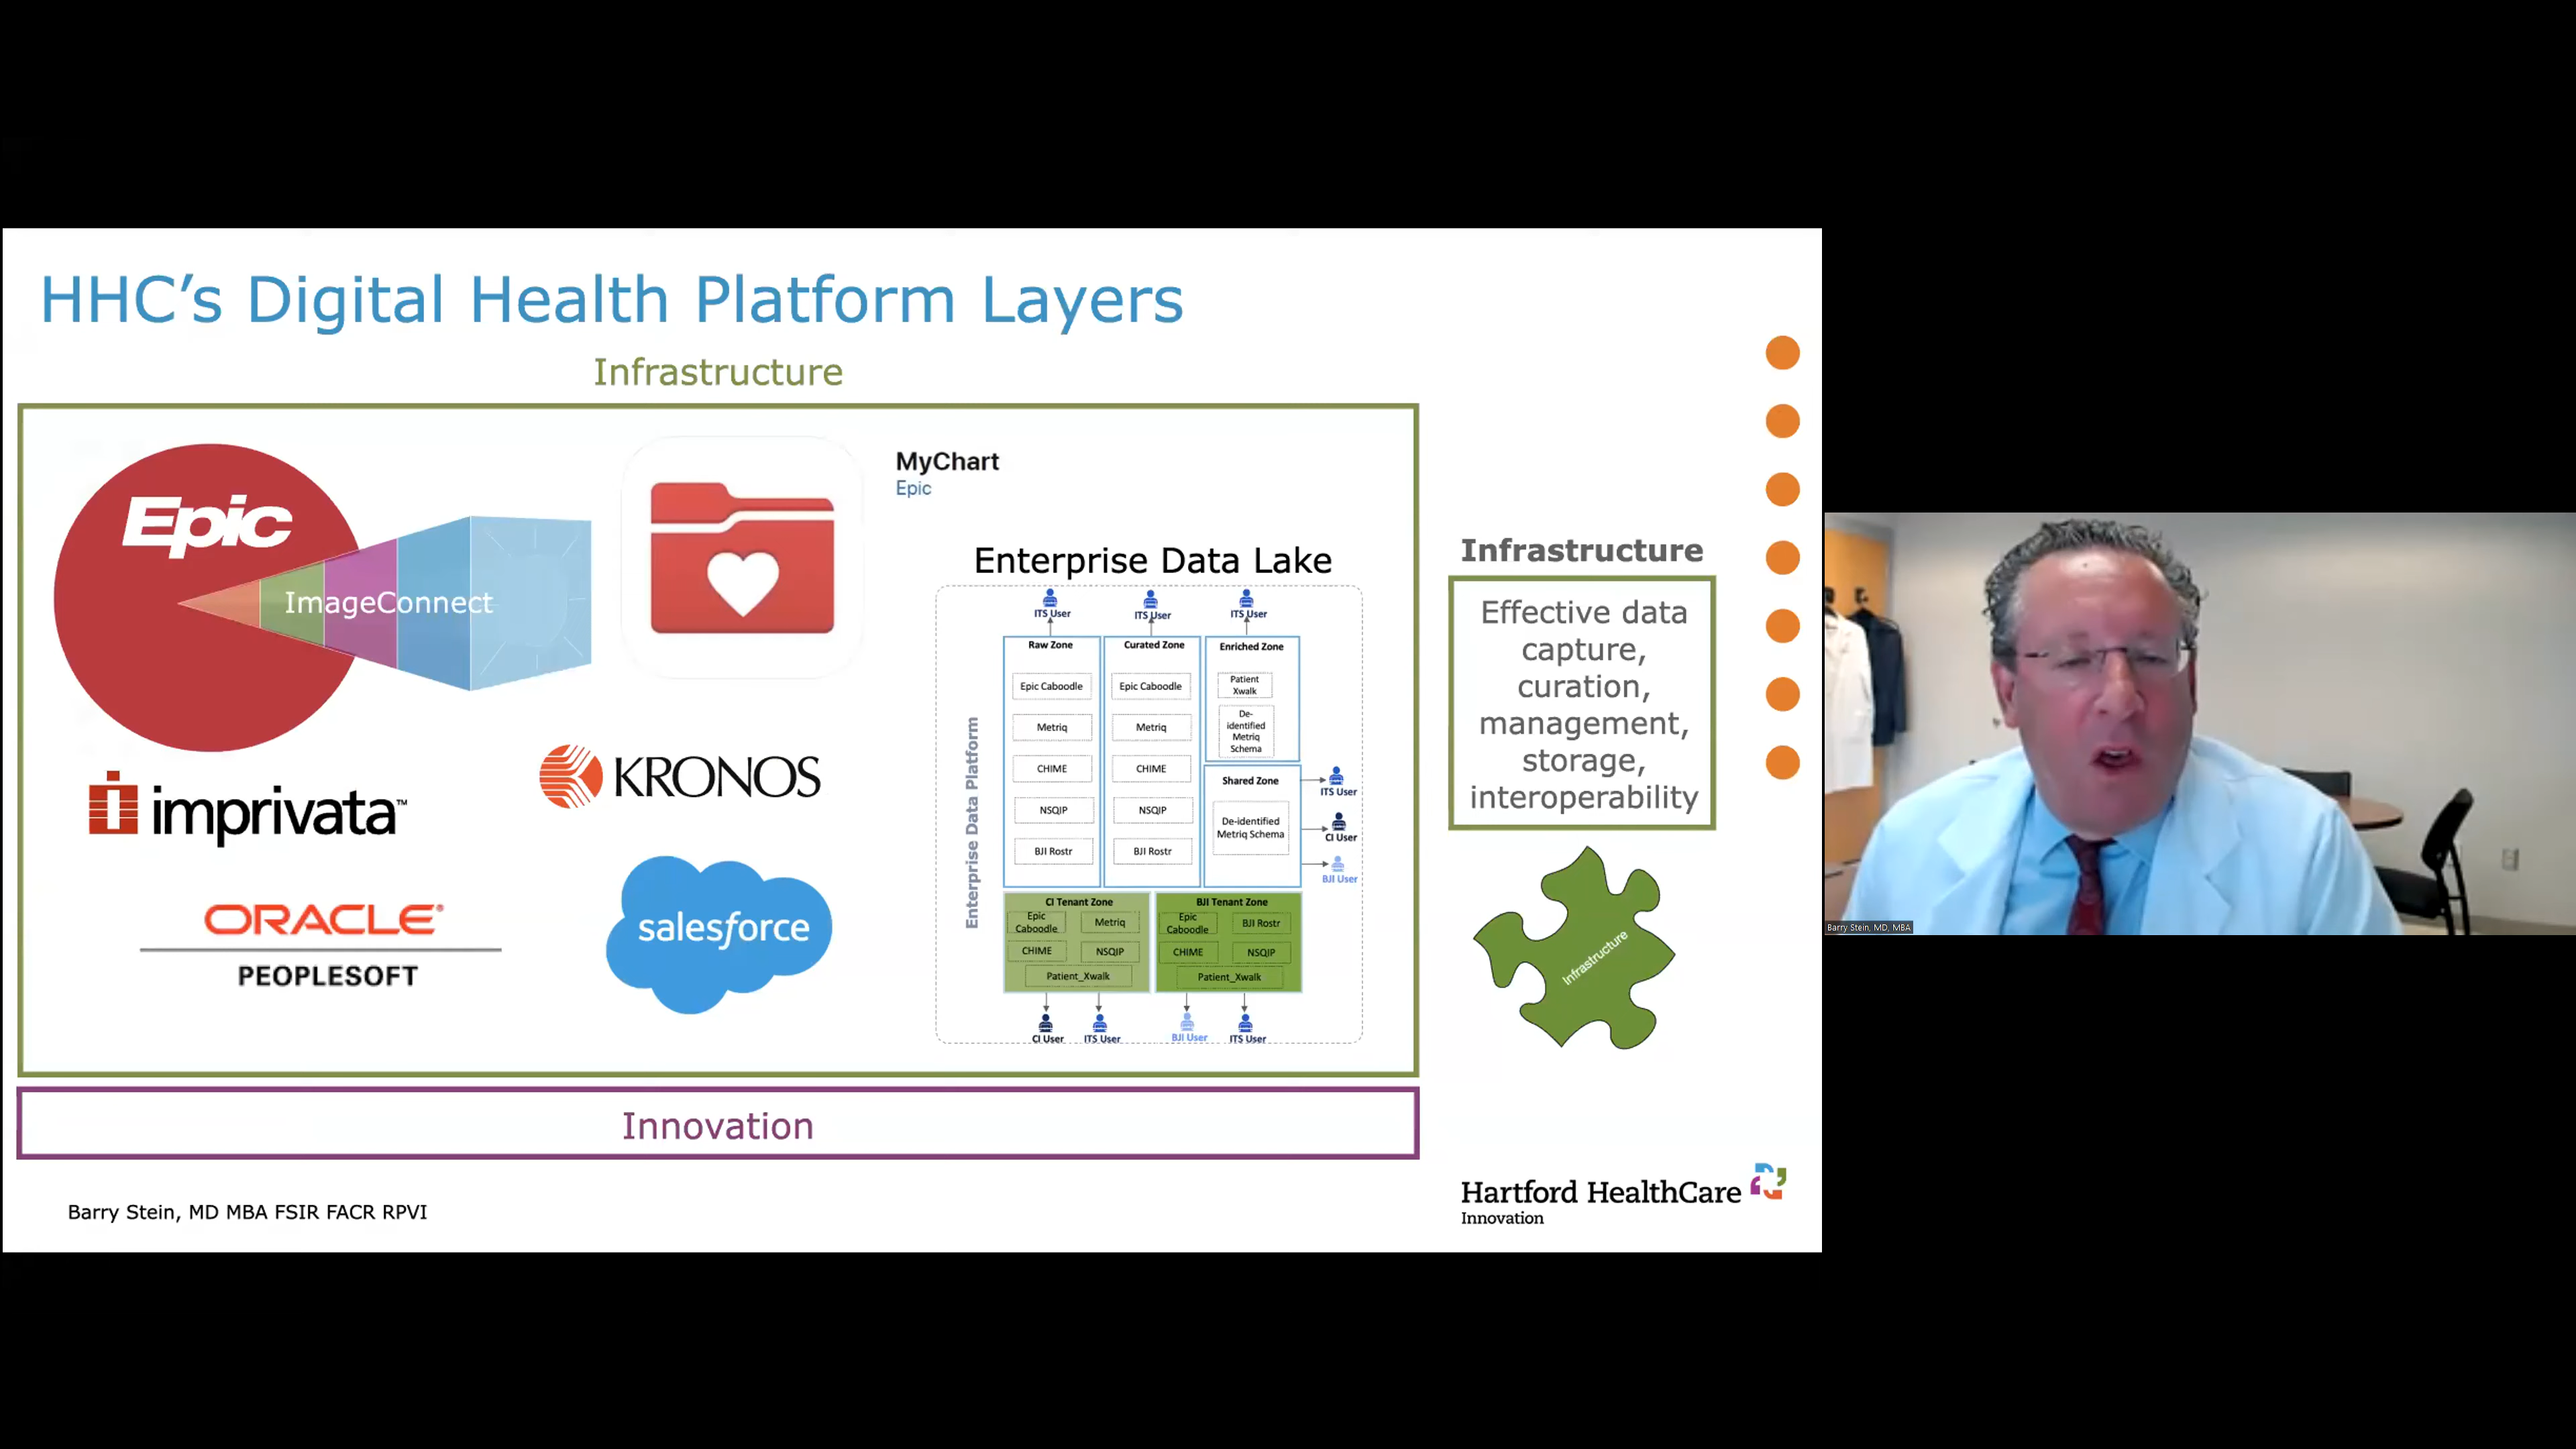 HHC's Digital Health Platform Layers
Infrastructure
Epic
ImageConnect
MyChart
Epic
imprivata™
KRONOS
ORACLE®
PEOPLESOFT
salesforce
Enterprise Data Lake
Enterprise Data Platform
ITS User
ITS User
ITS User
Raw Zone
Epic Caboodle
Metriq
CHIME
NSQIP
BJI Rostr
Curated Zone
Epic Caboodle
Metriq
CHIME
NSQIP
BJI Rostr
Enriched Zone
Patient
Xwalk
De-
identified
Metriq
Schema
Shared Zone
De-identified
Metriq Schema
ITS User
CI User
BJI User
CI Tenant Zone
Epic
Caboodle
Metriq
CHIME
NSQIP
Patient_Xwalk
BJI Tenant Zone
Epic
Caboodle
BJI Rostr
CHIME
NSQIP
Patient_Xwalk
CI User
ITS User
BJI User
ITS User
Infrastructure
Effective data
capture,
curation,
management,
storage,
interoperability
Infrastructure
Innovation
Barry Stein, MD MBA FSIR FACR RPVI
Hartford HealthCare
Innovation
Barry Stein, MD, MBA